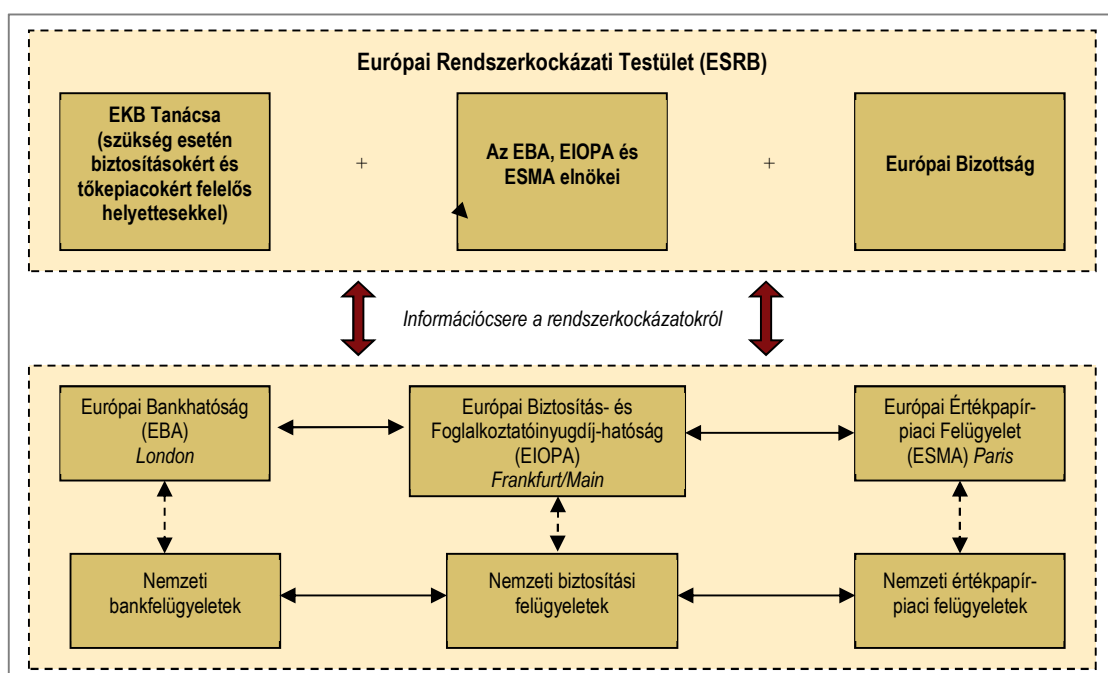 Európai Rendszerkockázati Testület (ESRB)
EKB Tanácsa
(szükség esetén
biztosításokért és
tőkepiacokért felelős
helyettesekkel)
+
Az EBA, EIOPA és
ESMA elnökei
+
Európai Bizottság
Információcsere a rendszerkockázatokról
Európai Bankhatóság
(EBA)
London
Európai Biztosítás- és
Foglalkoztatóinyugdíj-hatóság
(EIOPA)
Frankfurt/Main
Európai Értékpapír-
piaci Felügyelet
(ESMA) Paris
Nemzeti
bankfelügyeletek
Nemzeti biztosítási
felügyeletek
Nemzeti értékpapír-
piaci felügyeletek